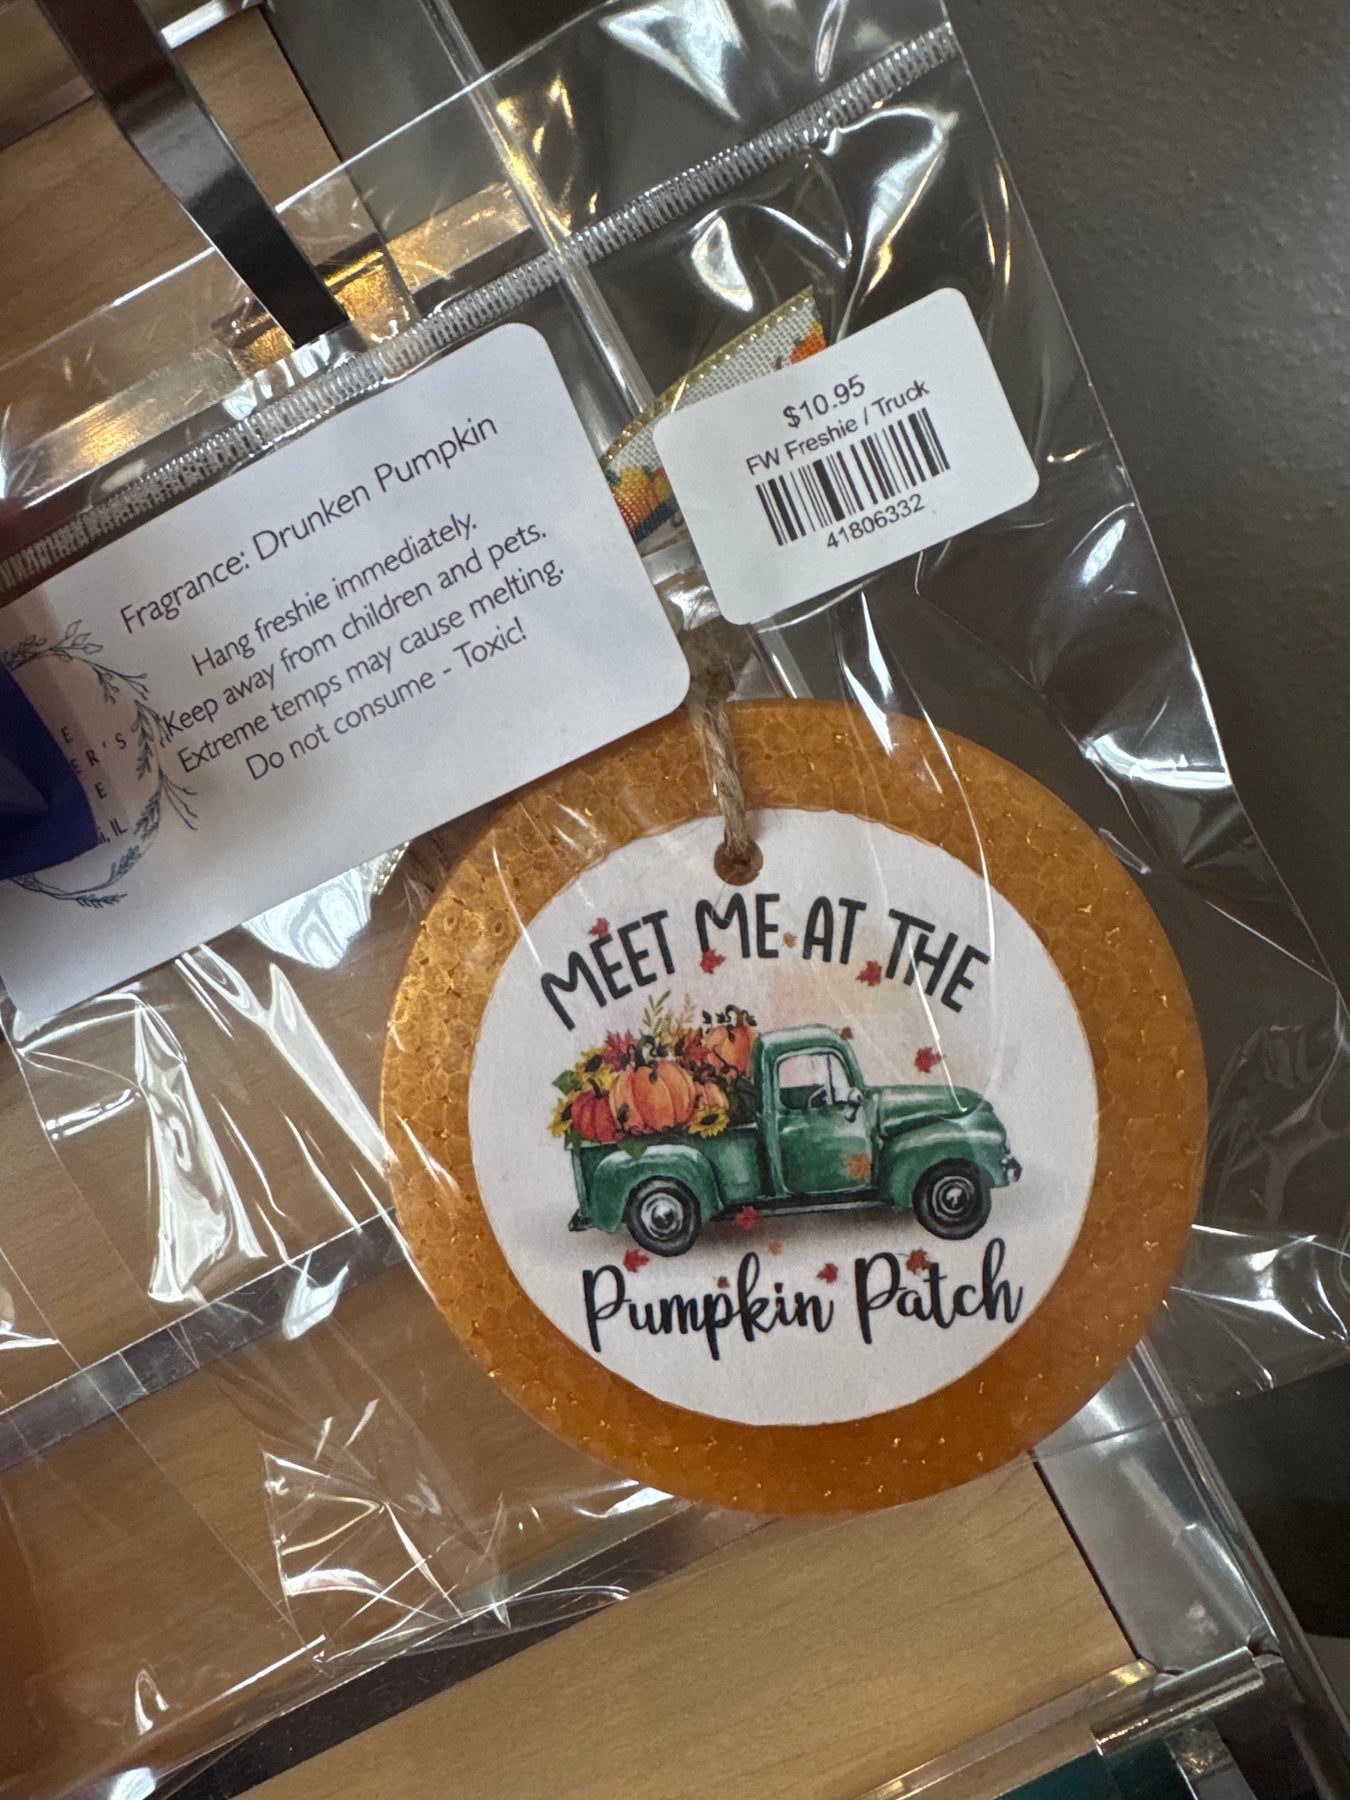 Fragrance: Drunken Pumpkin
Hang freshie immediately.
Keep away from children and pets.
Extreme temps may cause melting.
Do not consume - Toxic!
IL
$10.95
FW Freshie / Truck
41806332
MEET ME AT THE
Pumpkin Patch